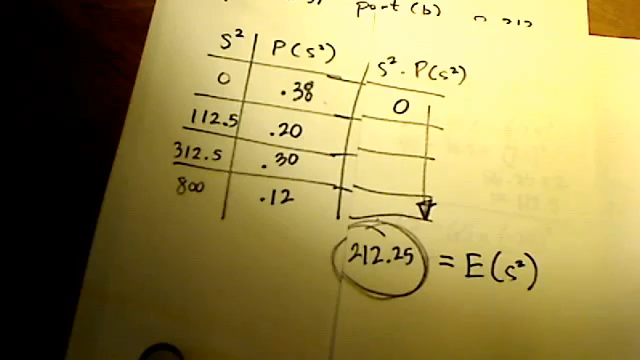 part (b)
S² P(S²) S² · P(S²)
0 .38 0
112.5 .20
312.5 .30
800 .12
212.25 = E(S²)